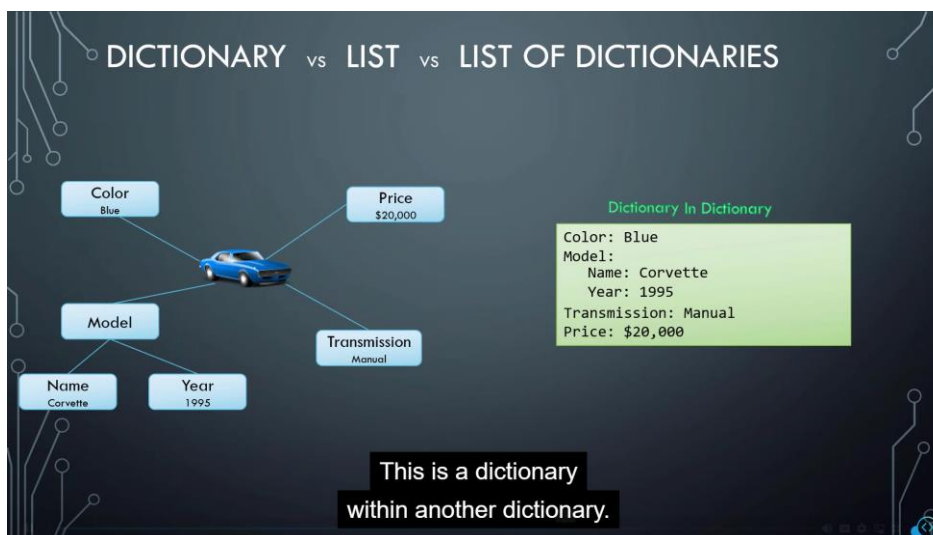 DICTIONARY vs LIST vs LIST OF DICTIONARIES
Color
Blue
Price
$20,000
Model
Transmission
Manual
Name
Corvette
Year
1995
Dictionary In Dictionary
Color: Blue
Model:
Name: Corvette
Year: 1995
Transmission: Manual
Price: $20,000
This is a dictionary
within another dictionary.